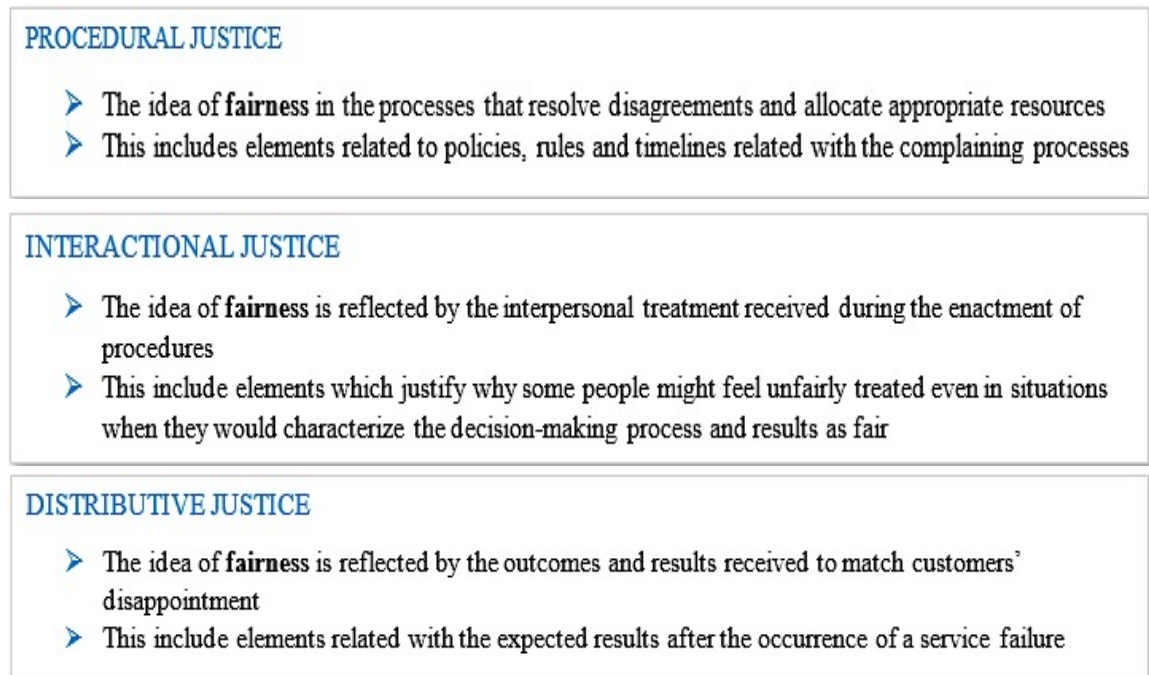 PROCEDURAL JUSTICE
➢ The idea of fairness in the processes that resolve disagreements and allocate appropriate resources
➢ This includes elements related to policies, rules and timelines related with the complaining processes
INTERACTIONAL JUSTICE
➢ The idea of fairness is reflected by the interpersonal treatment received during the enactment of
procedures
➢ This include elements which justify why some people might feel unfairly treated even in situations
when they would characterize the decision-making process and results as fair
DISTRIBUTIVE JUSTICE
➢ The idea of fairness is reflected by the outcomes and results received to match customers’
disappointment
➢ This include elements related with the expected results after the occurrence of a service failure